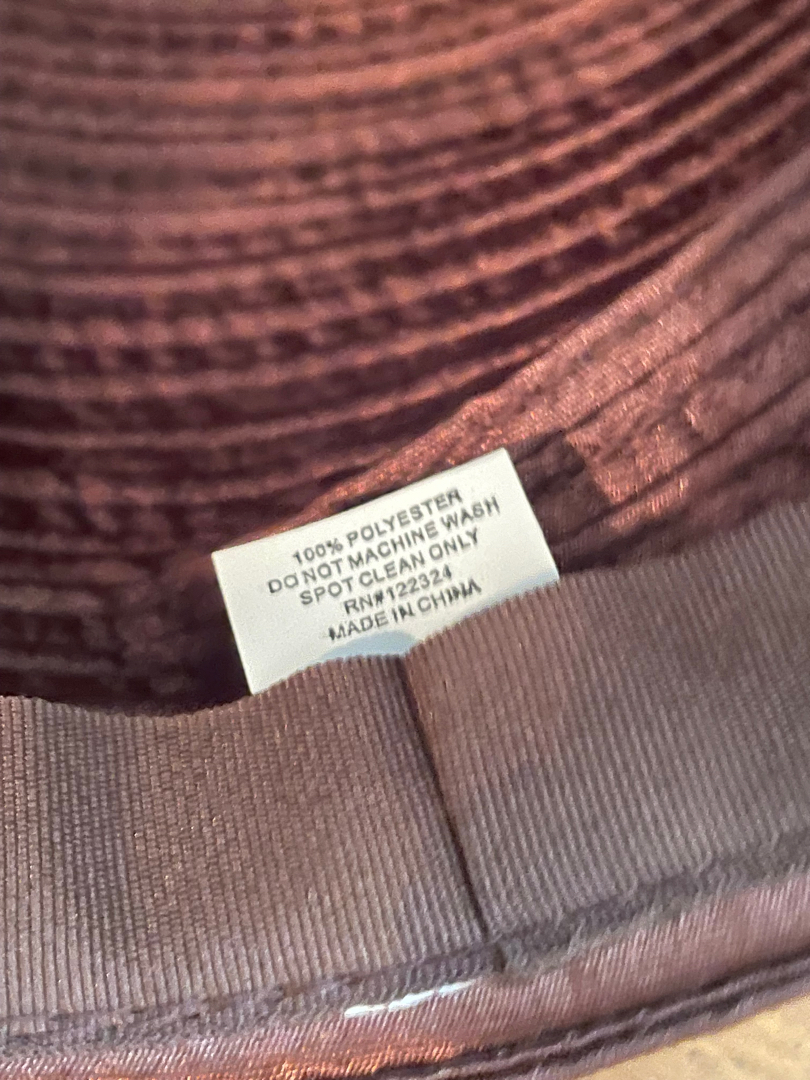 100% POLYESTER
DO NOT MACHINE WASH
SPOT CLEAN ONLY
RN#122324
MADE IN CHINA